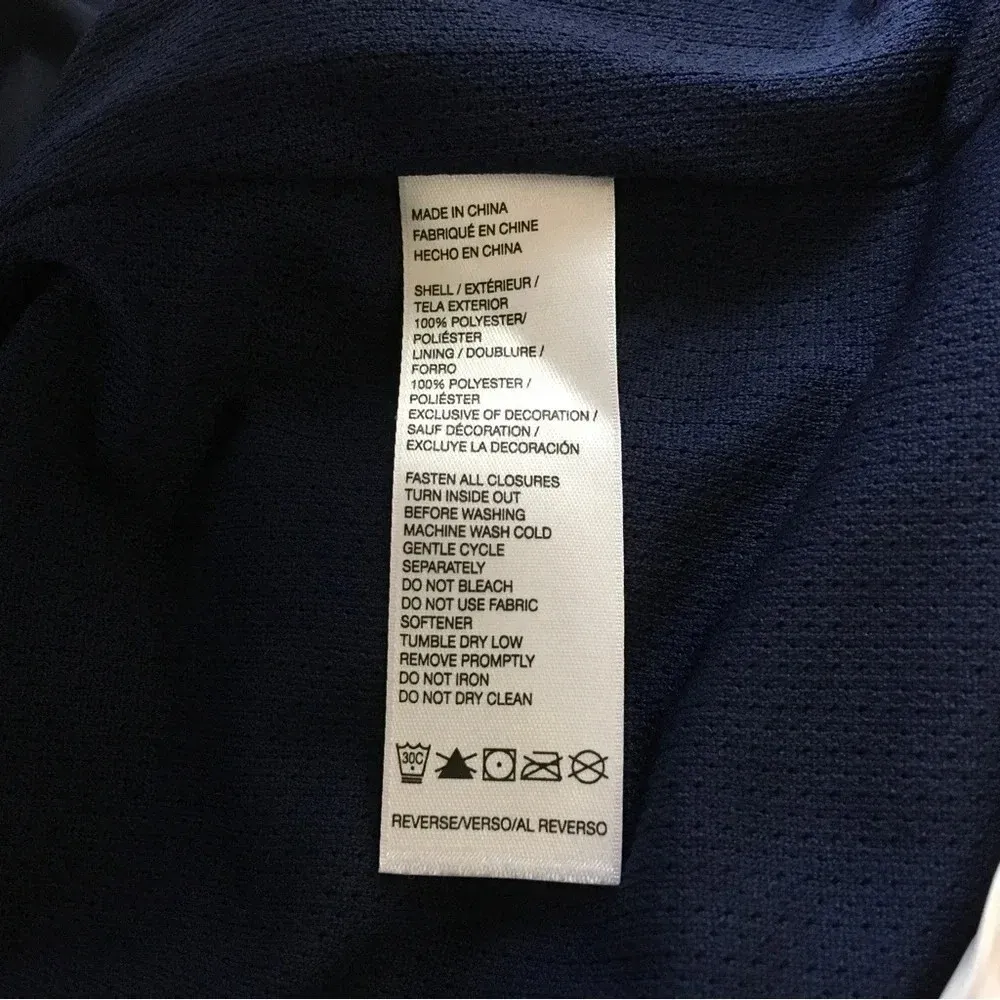 MADE IN CHINA
FABRIQUÉ EN CHINE
HECHO EN CHINA
SHELL / EXTÉRIEUR /
TELA EXTERIOR
100% POLYESTER/
POLIÉSTER
LINING / DOUBLURE /
FORRO
100% POLYESTER /
POLIÉSTER
EXCLUSIVE OF DECORATION /
SAUF DÉCORATION /
EXCLUYE LA DECORACIÓN
FASTEN ALL CLOSURES
TURN INSIDE OUT
BEFORE WASHING
MACHINE WASH COLD
GENTLE CYCLE
SEPARATELY
DO NOT BLEACH
DO NOT USE FABRIC
SOFTENER
TUMBLE DRY LOW
REMOVE PROMPTLY
DO NOT IRON
DO NOT DRY CLEAN
30C
REVERSE/VERSO/AL REVERSO